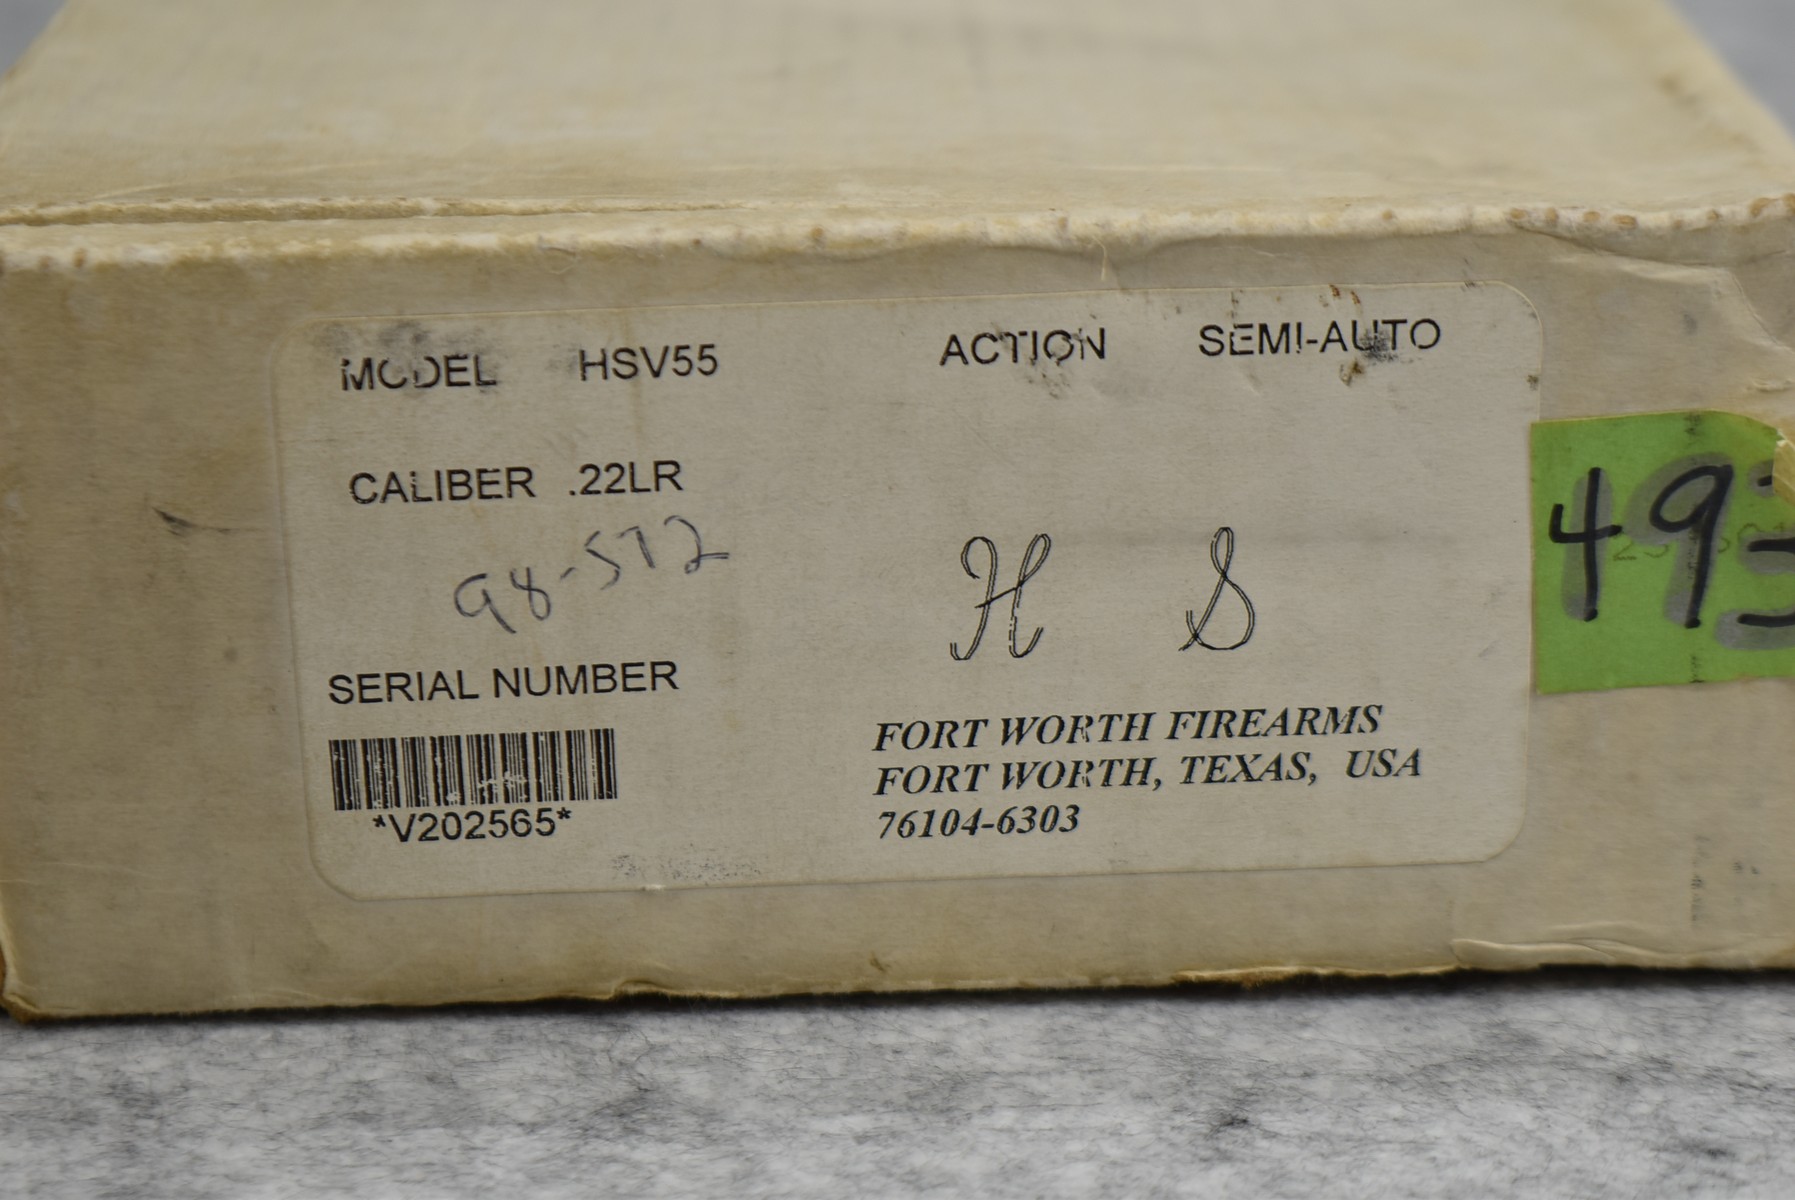 MODEL HSV55 ACTION SEMI-AUTO
CALIBER .22LR
98-572
H S
SERIAL NUMBER
*V202565*
FORT WORTH FIREARMS
FORT WORTH, TEXAS, USA
76104-6303
493